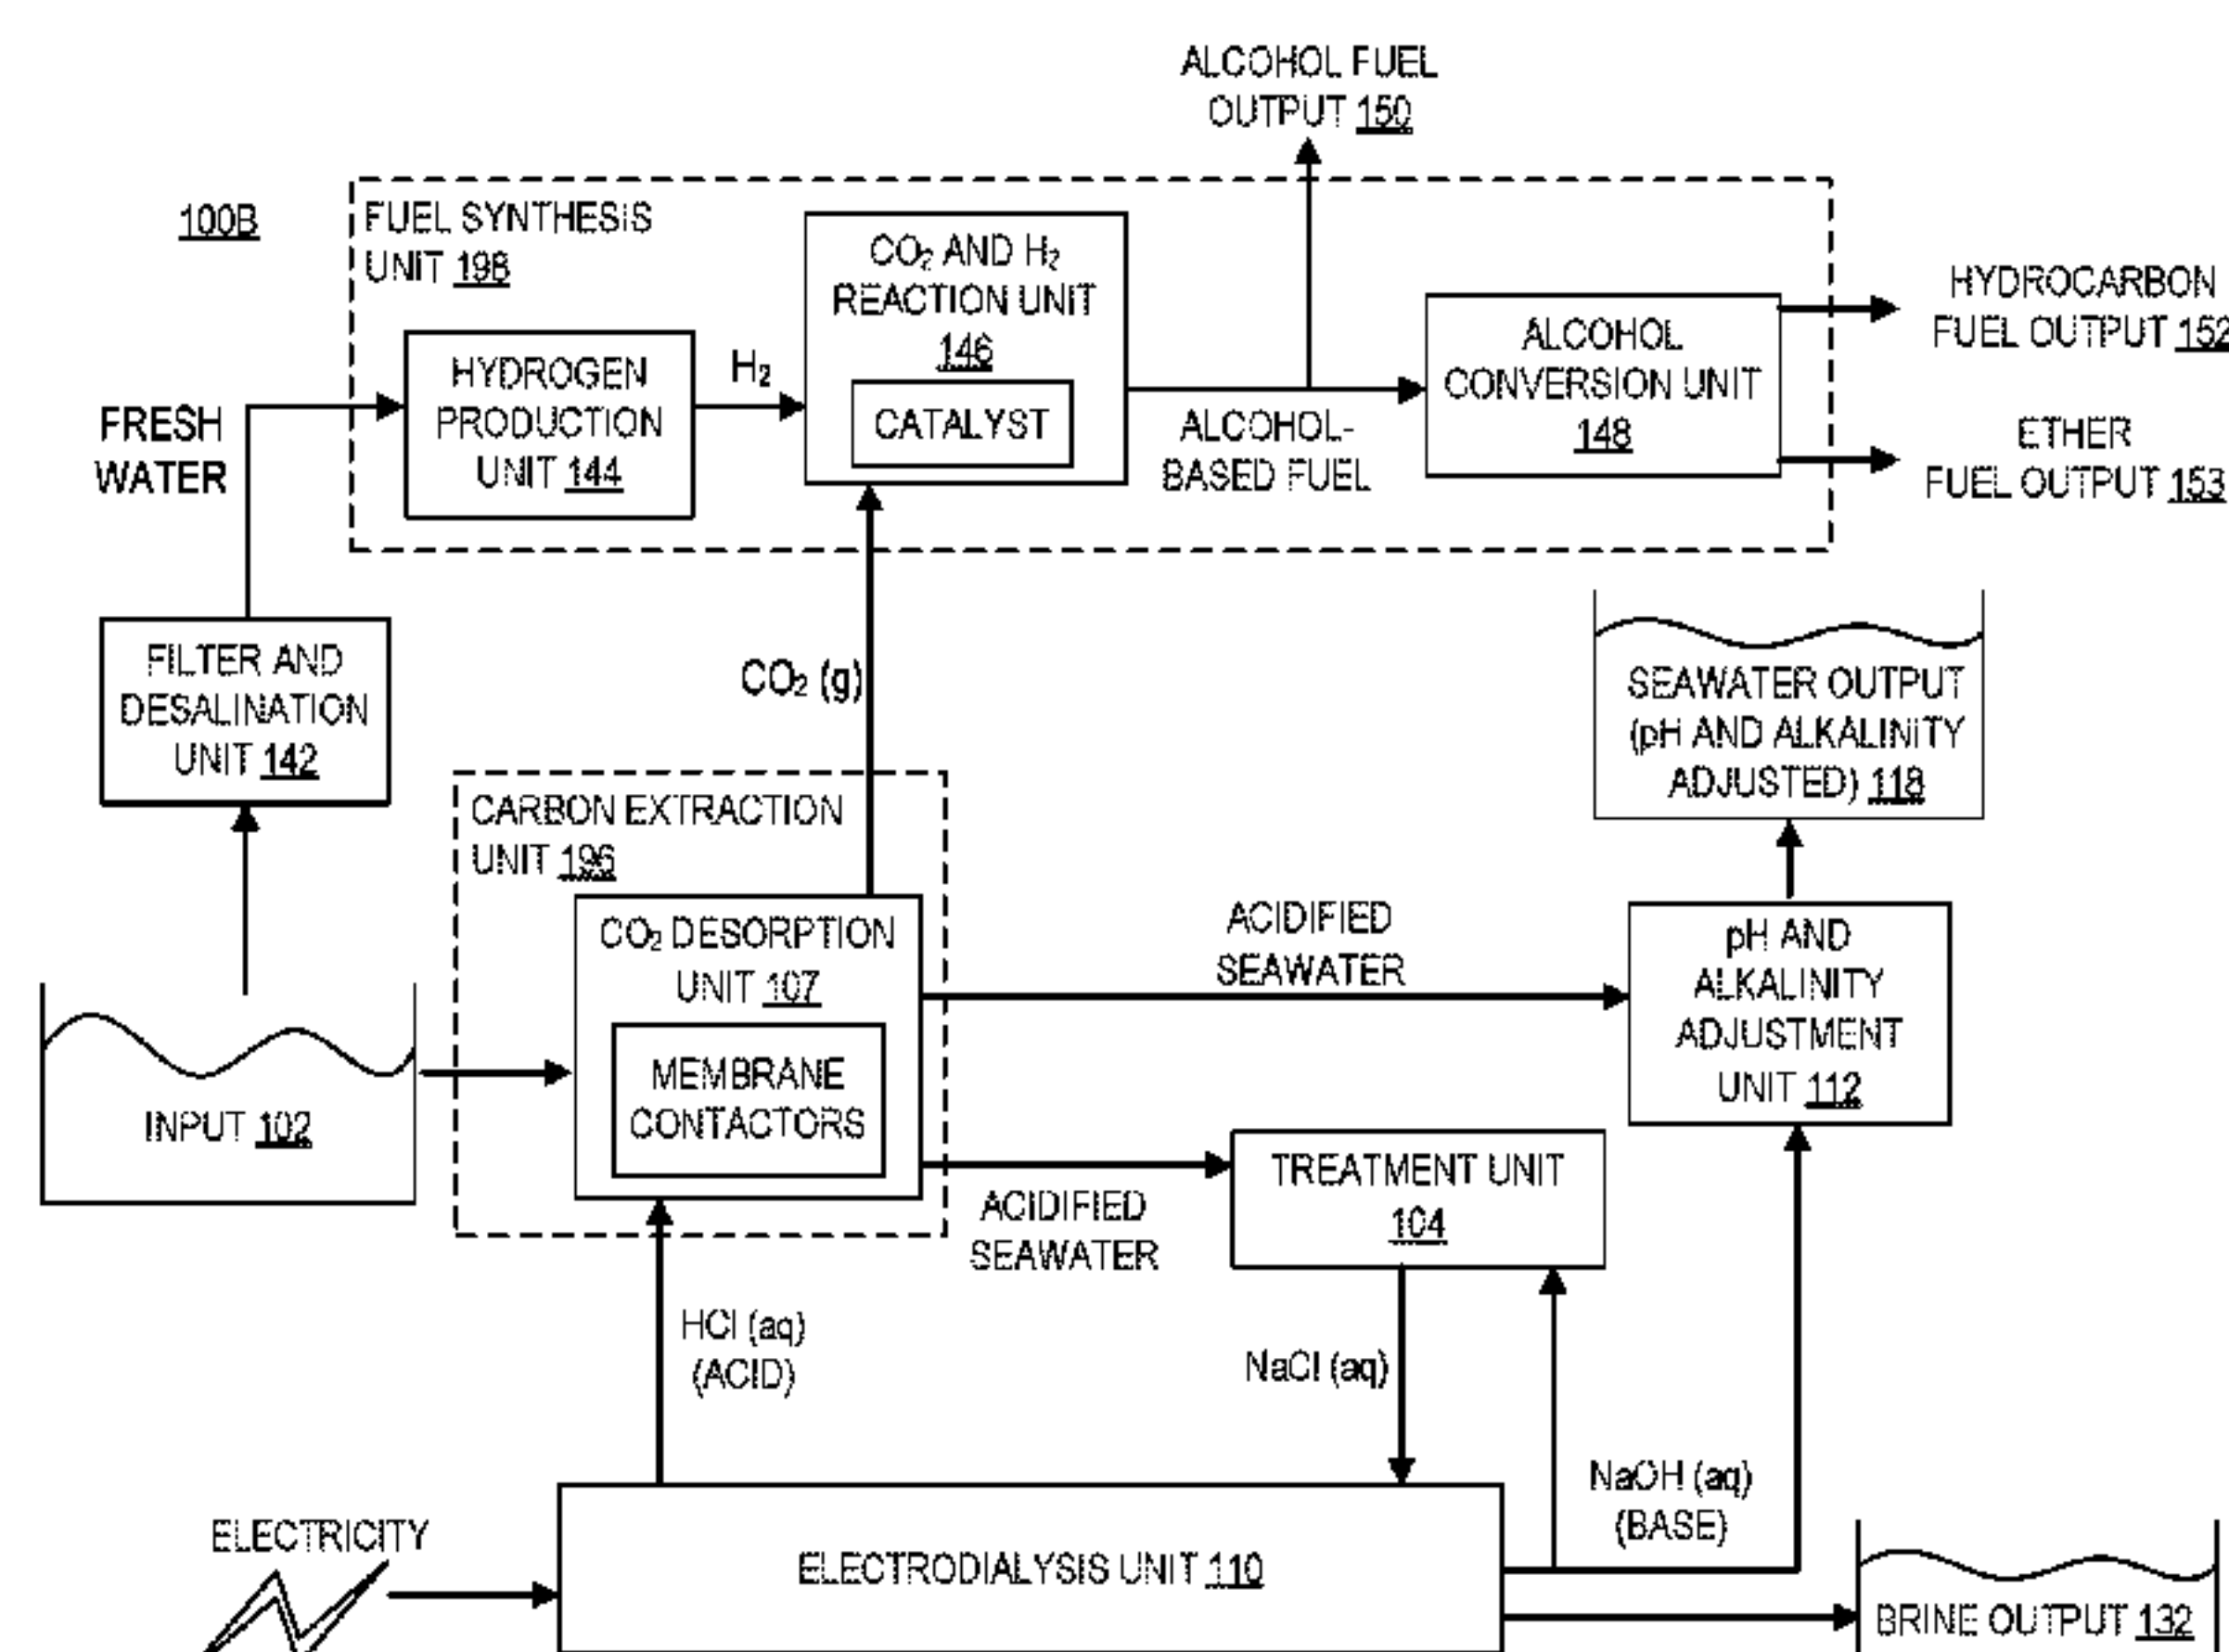 ALCOHOL FUEL
OUTPUT 150
100B
FUEL SYNTHESIS
UNIT 198
CO₂ AND H₂
REACTION UNIT
146
CATALYST
HYDROGEN
PRODUCTION
UNIT 144
H₂
FRESH
WATER
ALCOHOL-
BASED FUEL
ALCOHOL
CONVERSION UNIT
148
HYDROCARBON
FUEL OUTPUT 152
ETHER
FUEL OUTPUT 153
FILTER AND
DESALINATION
UNIT 142
CO₂ (g)
SEAWATER OUTPUT
(pH AND ALKALINITY
ADJUSTED) 118
CARBON EXTRACTION
UNIT 196
CO₂ DESORPTION
UNIT 107
MEMBRANE
CONTACTORS
ACIDIFIED
SEAWATER
pH AND
ALKALINITY
ADJUSTMENT
UNIT 112
INPUT 102
ACIDIFIED
SEAWATER
TREATMENT UNIT
104
HCl (aq)
(ACID)
NaCl (aq)
NaOH (aq)
(BASE)
ELECTRICITY
ELECTRODIALYSIS UNIT 110
BRINE OUTPUT 132